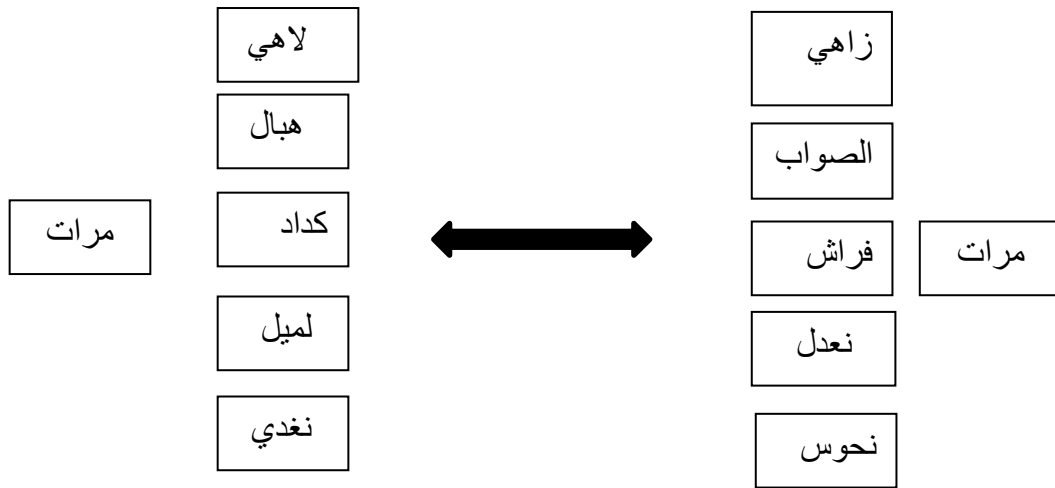 زاهي
لاهي
الصواب
هبال
مرات
فراش
كداد
مرات
نعدل
لميل
نحوس
نغدي